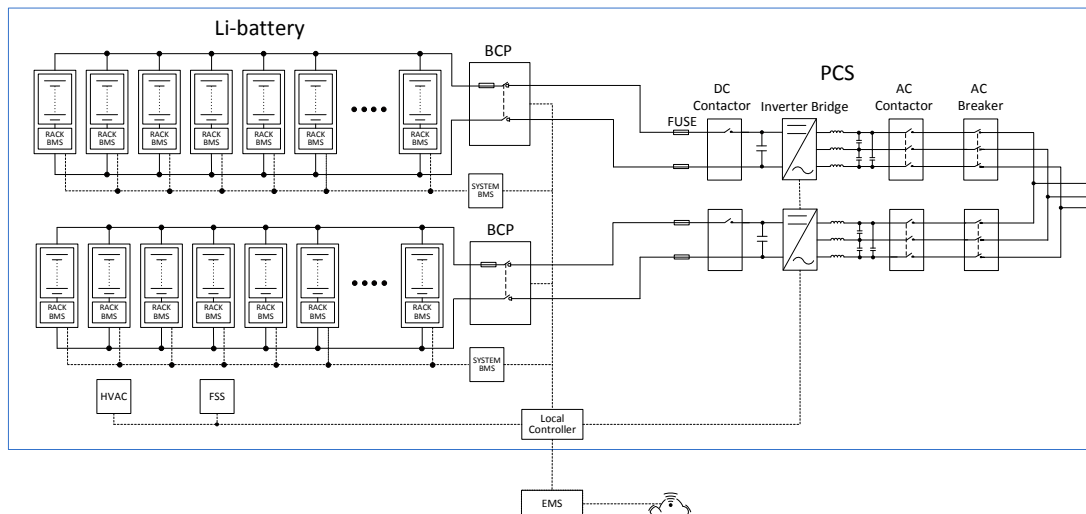 Li-battery
BCP
PCS
DC
Contactor
Inverter Bridge
AC
Contactor
AC
Breaker
FUSE
RACK
BMS
RACK
BMS
RACK
BMS
RACK
BMS
RACK
BMS
RACK
BMS
RACK
BMS
SYSTEM
BMS
BCP
RACK
BMS
RACK
BMS
RACK
BMS
RACK
BMS
RACK
BMS
RACK
BMS
RACK
BMS
SYSTEM
BMS
HVAC
FSS
Local
Controller
EMS